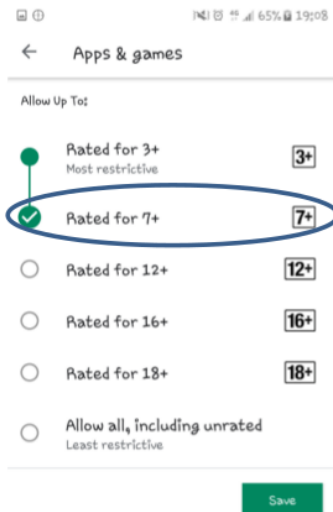 65% 19:08
Apps & games
Allow Up To:
Rated for 3+ 3+
Most restrictive
Rated for 7+ 7+
Rated for 12+ 12+
Rated for 16+ 16+
Rated for 18+ 18+
Allow all, including unrated
Least restrictive
Save